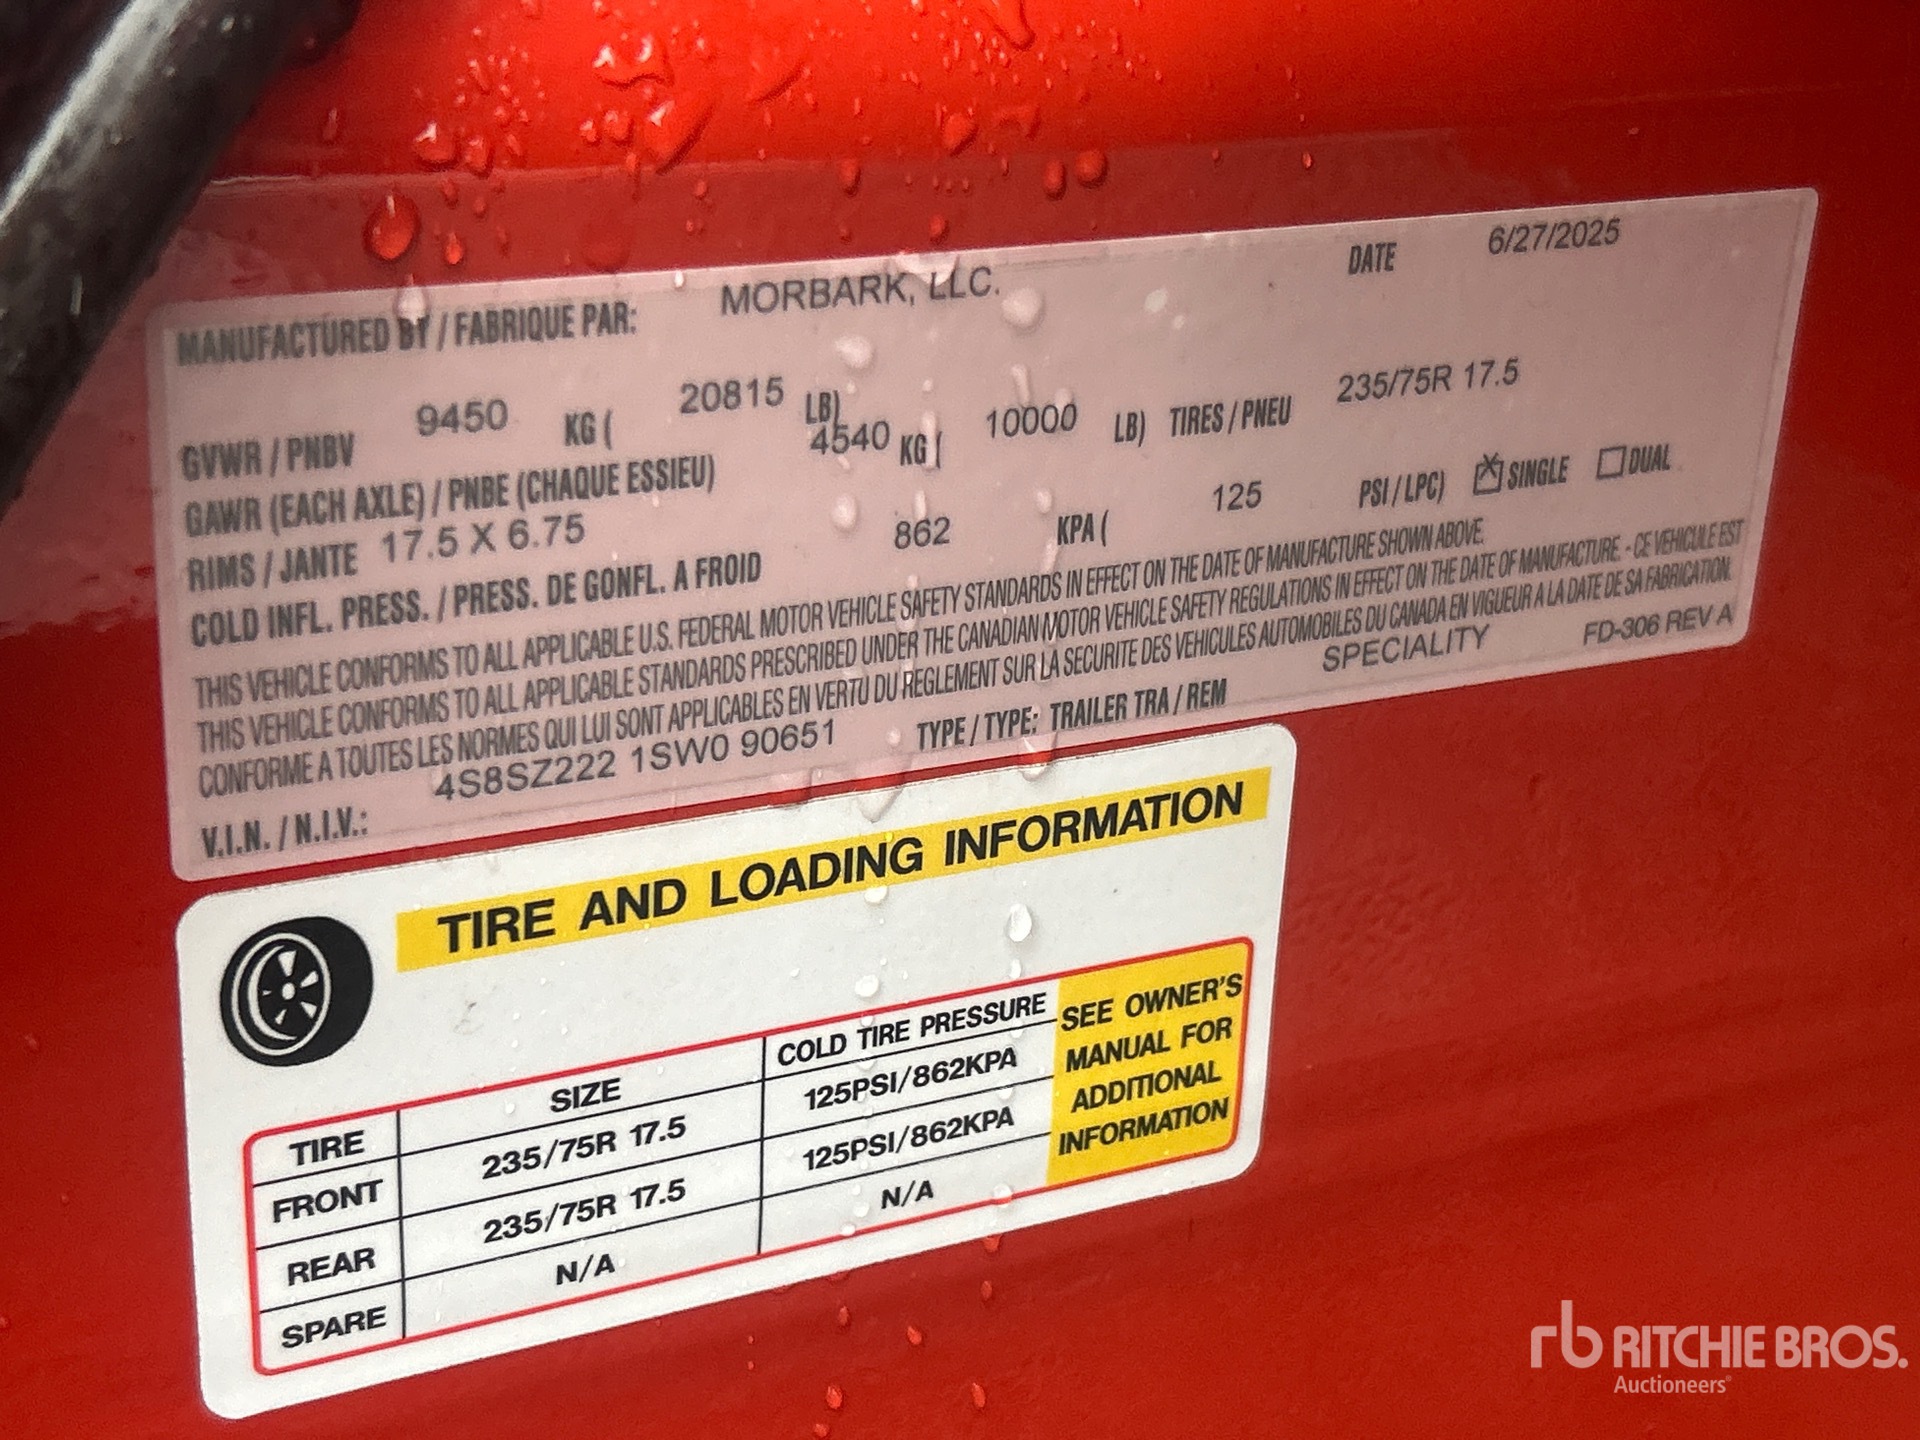 MANUFACTURED BY / FABRIQUE PAR: MORBARK, LLC. DATE 6/27/2025
GVWR / PNBV 9450 KG ( 20815 LB)
GAWR (EACH AXLE) / PNBE (CHAQUE ESSIEU) 4540 KG ( 10000 LB) TIRES / PNEU 235/75R 17.5
RIMS / JANTE 17.5 X 6.75
COLD INFL. PRESS. / PRESS. DE GONFL. A FROID 862 KPA ( 125 PSI / LPC) SINGLE DUAL
THIS VEHICLE CONFORMS TO ALL APPLICABLE U.S. FEDERAL MOTOR VEHICLE SAFETY STANDARDS IN EFFECT ON THE DATE OF MANUFACTURE SHOWN ABOVE.
THIS VEHICLE CONFORMS TO ALL APPLICABLE STANDARDS PRESCRIBED UNDER THE CANADIAN MOTOR VEHICLE SAFETY REGULATIONS IN EFFECT ON THE DATE OF MANUFACTURE. - CE VEHICULE EST
CONFORME A TOUTES LES NORMES QUI LUI SONT APPLICABLES EN VERTU DU REGLEMENT SUR LA SECURITE DES VEHICULES AUTOMOBILES DU CANADA EN VIGUEUR A LA DATE DE SA FABRICATION.
V.I.N. / N.I.V.: 4S8SZ222 1SW0 90651 TYPE / TYPE: TRAILER TRA / REM SPECIALITY FD-306 REV A
TIRE AND LOADING INFORMATION
TIRE SIZE COLD TIRE PRESSURE
FRONT 235/75R 17.5 125PSI/862KPA
REAR 235/75R 17.5 125PSI/862KPA
SPARE N/A N/A
SEE OWNER'S
MANUAL FOR
ADDITIONAL
INFORMATION
rb RITCHIE BROS.
Auctioneers